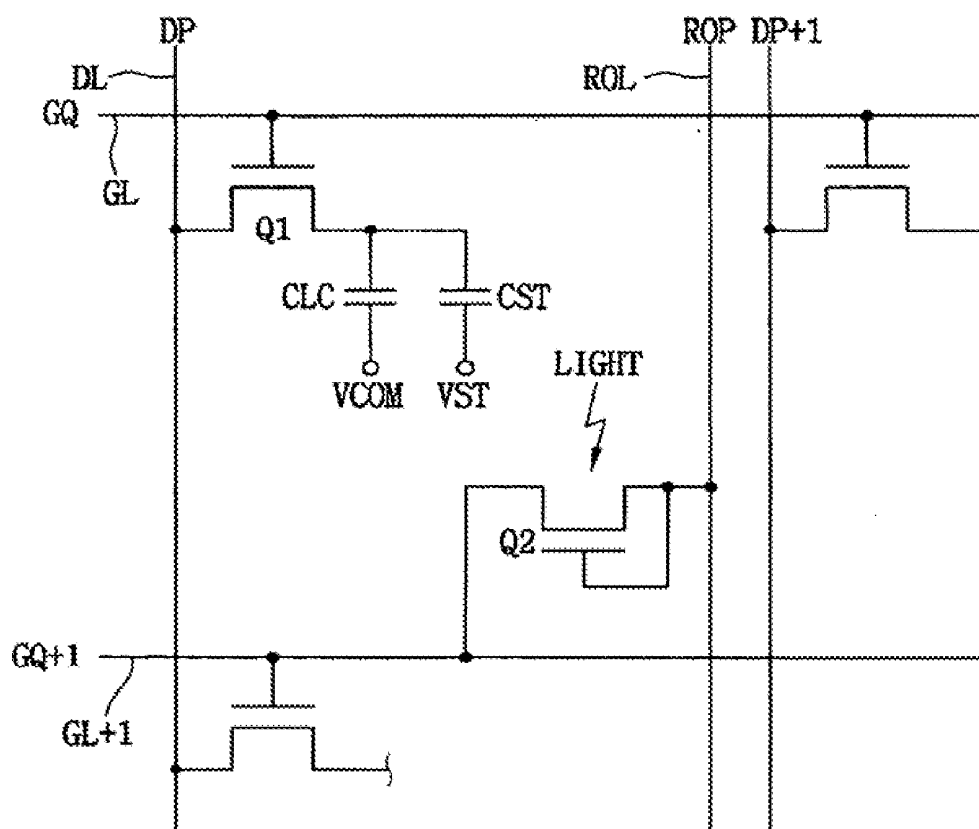 DP
ROP DP+1
DL
ROL
GQ
GL
Q1
CLC
CST
VCOM
VST
LIGHT
Q2
GQ+1
GL+1